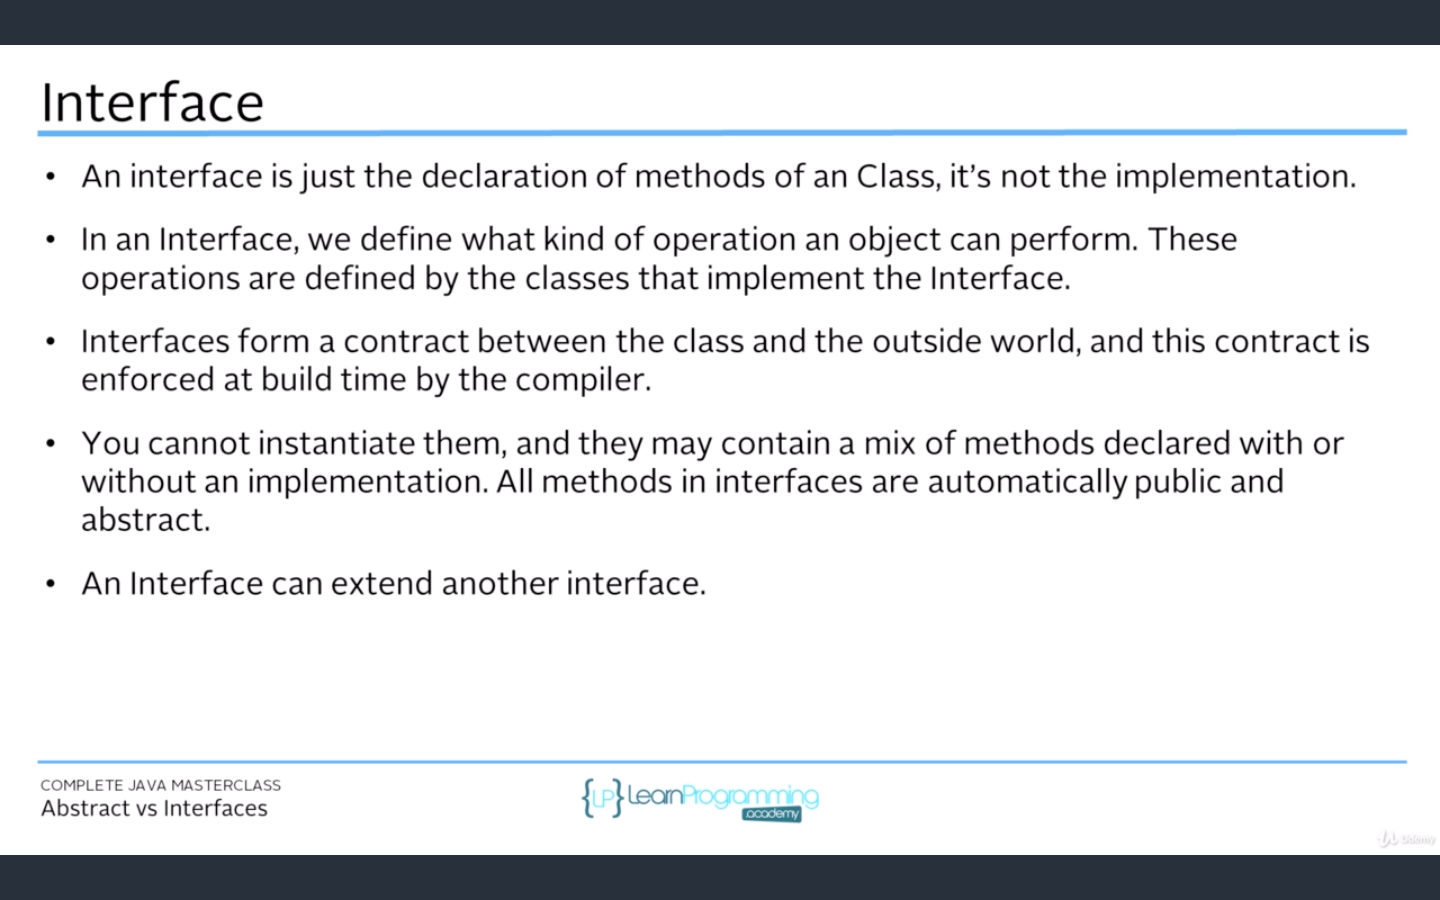 Interface
• An interface is just the declaration of methods of an Class, it's not the implementation.
• In an Interface, we define what kind of operation an object can perform. These
operations are defined by the classes that implement the Interface.
• Interfaces form a contract between the class and the outside world, and this contract is
enforced at build time by the compiler.
• You cannot instantiate them, and they may contain a mix of methods declared with or
without an implementation. All methods in interfaces are automatically public and
abstract.
• An Interface can extend another interface.
COMPLETE JAVA MASTERCLASS
Abstract vs Interfaces
{LP} LearnProgramming
.academy
Udemy